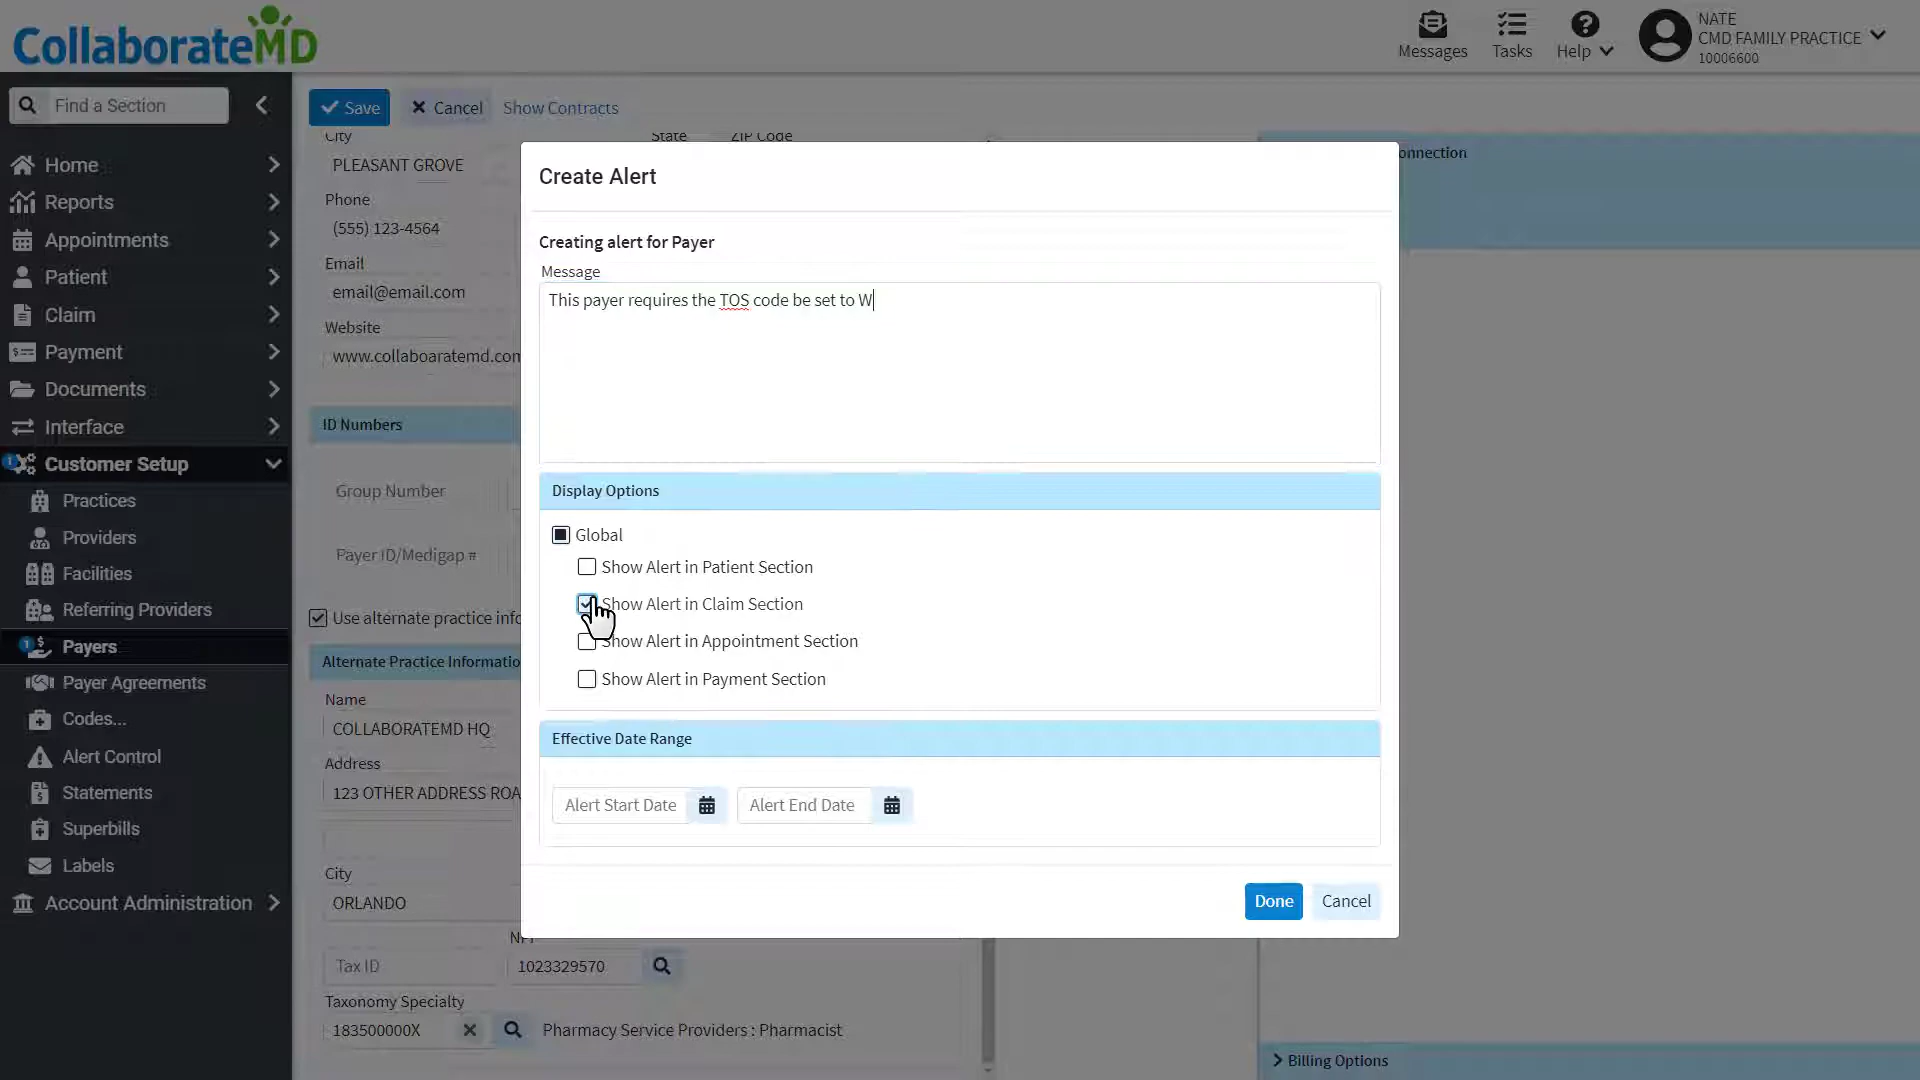 CollaborateMD
Messages
Tasks
Help
NATE
CMD FAMILY PRACTICE
10006600
Find a Section
Home
Reports
Appointments
Patient
Claim
Payment
Documents
Interface
1
Customer Setup
Practices
Providers
Facilities
Referring Providers
1
Payers
Payer Agreements
Codes...
Alert Control
Statements
Superbills
Labels
Account Administration
Save
Cancel
Show Contracts
City
State
ZIP Code
PLEASANT GROVE
Phone
(555) 123-4564
Email
email@email.com
Website
www.collaboaratemd.com
ID Numbers
Group Number
Payer ID/Medigap #
Use alternate practice info
Alternate Practice Informatio
Name
COLLABORATEMD HQ
Address
123 OTHER ADDRESS ROA
City
ORLANDO
NPI
Tax ID
1023329570
Taxonomy Specialty
183500000X
Pharmacy Service Providers : Pharmacist
onnection
Billing Options
Create Alert
Creating alert for Payer
Message
This payer requires the TOS code be set to W
Display Options
Global
Show Alert in Patient Section
Show Alert in Claim Section
Show Alert in Appointment Section
Show Alert in Payment Section
Effective Date Range
Alert Start Date
Alert End Date
Done
Cancel